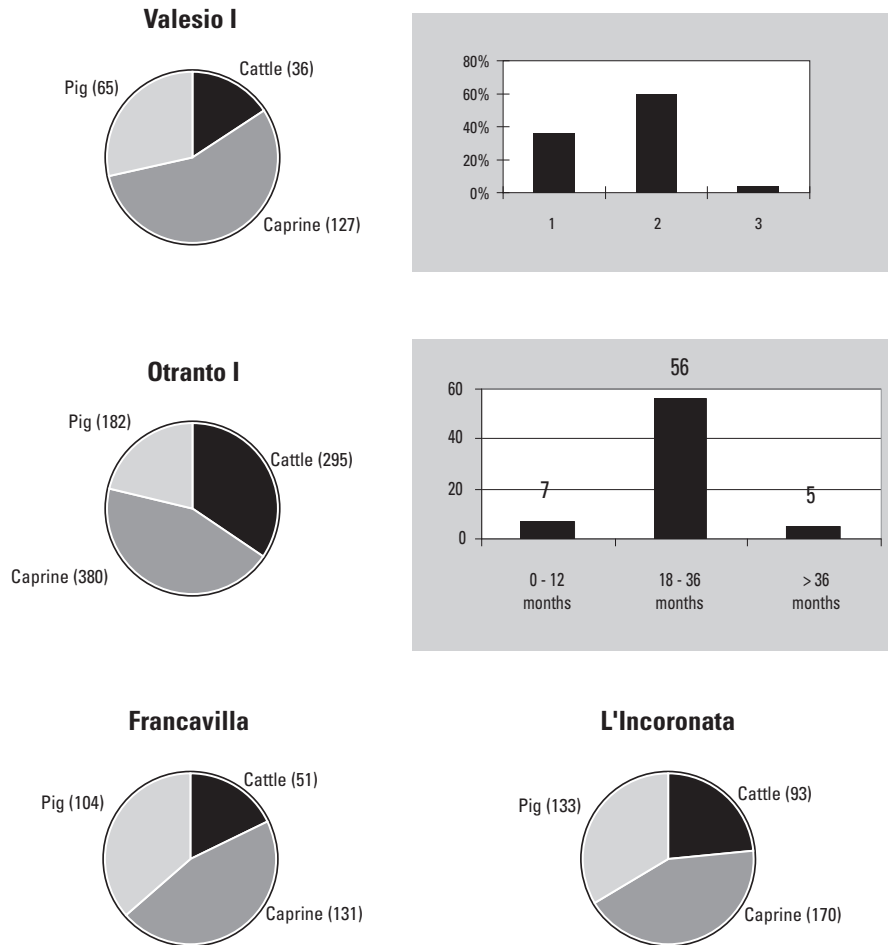 Valesio I
Cattle (36)
Pig (65)
Caprine (127)
80%
60%
40%
20%
0%
1 2 3
Otranto I
Pig (182)
Cattle (295)
Caprine (380)
60
40
20
0
7
56
5
0 - 12 months
18 - 36 months
> 36 months
Francavilla
Cattle (51)
Pig (104)
Caprine (131)
L'Incoronata
Cattle (93)
Pig (133)
Caprine (170)